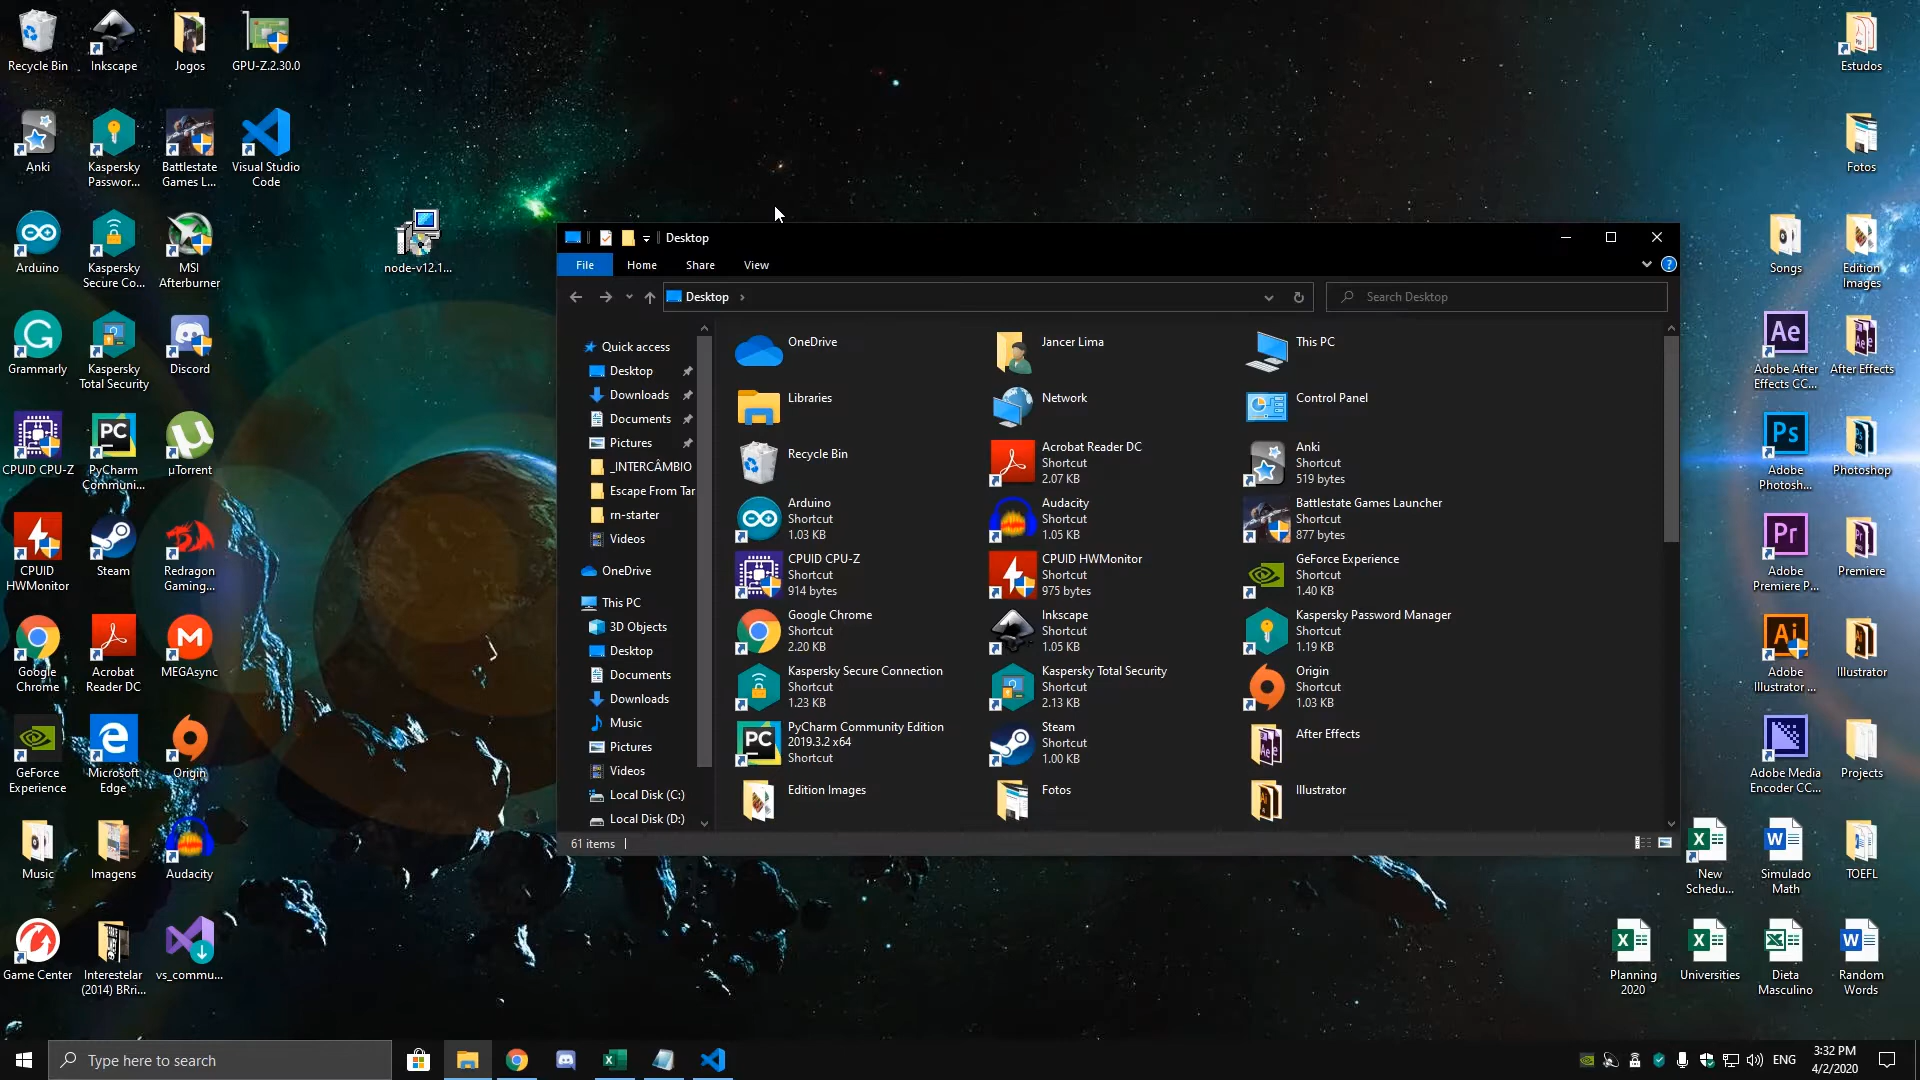 Recycle Bin
Inkscape
Jogos
GPU-Z.2.30.0
Anki
Kaspersky
Passwor...
Battlestate
Games L...
Visual Studio
Code
Arduino
Kaspersky
Secure Co...
MSI
Afterburner
node-v12.1...
Grammarly
Kaspersky
Total Security
Discord
CPUID CPU-Z
PyCharm
Communi...
µTorrent
CPUID
HWMonitor
Steam
Redragon
Gaming...
Google
Chrome
Acrobat
Reader DC
MEGAsync
GeForce
Experience
Microsoft
Edge
Origin
Music
Imagens
Audacity
Game Center
Interestelar
(2014) BRri...
vs_commu...
Desktop
File
Home
Share
View
Desktop
Search Desktop
Quick access
Desktop
Downloads
Documents
Pictures
_INTERCÂMBIO
Escape From Tar
rn-starter
Videos
OneDrive
This PC
3D Objects
Desktop
Documents
Downloads
Music
Pictures
Videos
Local Disk (C:)
Local Disk (D:)
OneDrive
Jancer Lima
This PC
Libraries
Network
Control Panel
Recycle Bin
Acrobat Reader DC
Shortcut
2.07 KB
Anki
Shortcut
519 bytes
Arduino
Shortcut
1.03 KB
Audacity
Shortcut
1.05 KB
Battlestate Games Launcher
Shortcut
877 bytes
CPUID CPU-Z
Shortcut
914 bytes
CPUID HWMonitor
Shortcut
975 bytes
GeForce Experience
Shortcut
1.40 KB
Google Chrome
Shortcut
2.20 KB
Inkscape
Shortcut
1.05 KB
Kaspersky Password Manager
Shortcut
1.19 KB
Kaspersky Secure Connection
Shortcut
1.23 KB
Kaspersky Total Security
Shortcut
2.13 KB
Origin
Shortcut
1.03 KB
PyCharm Community Edition
2019.3.2 x64
Shortcut
Steam
Shortcut
1.00 KB
After Effects
Edition Images
Fotos
Illustrator
61 items
Estudos
Fotos
Songs
Edition
Images
Adobe After
Effects CC...
After Effects
Adobe
Photosh...
Photoshop
Adobe
Premiere P...
Premiere
Adobe
Illustrator ...
Illustrator
Adobe Media
Encoder CC...
Projects
New
Schedu...
Simulado
Math
TOEFL
Planning
2020
Universities
Dieta
Masculino
Random
Words
Type here to search
ENG
3:32 PM
4/2/2020